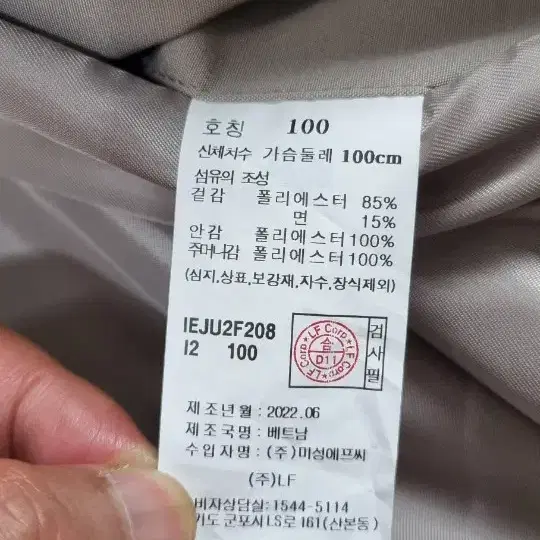 호칭 100
신체치수 가슴둘레 100cm
섬유의 조성
겉감 폴리에스터 85%
면 15%
안감 폴리에스터100%
주머니감 폴리에스터100%
(심지,상표,보강재,자수,장식제외)
IEJU2F208
I2 100
LF Corp ★ LF Corp ★ LF Corp ★
합
D11
검사필
제조년월 : 2022.06
제조국명 : 베트남
수입자명 : (주)미성에프씨
(주)LF
비자상담실:1544-5114
기도 군포시LS로 161(산본동)